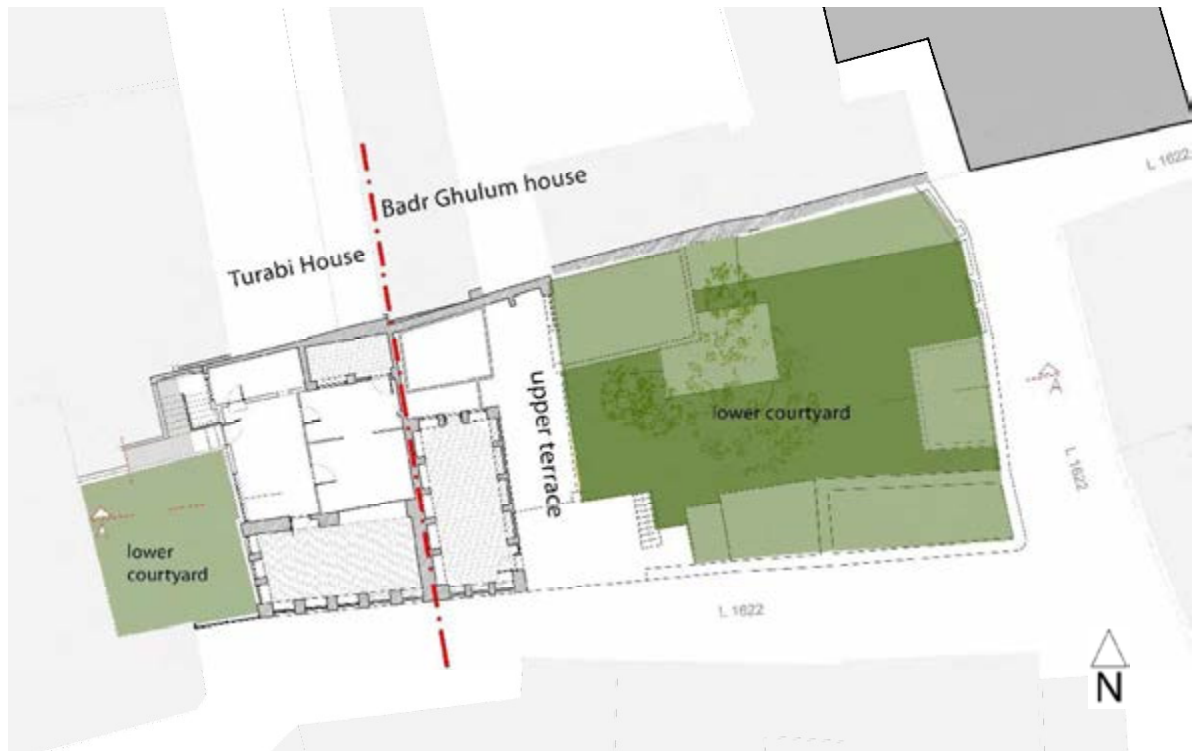 L 1622
Badr Ghulum house
Turabi House
upper terrace
lower courtyard
L 1622
lower
courtyard
L 1622
N